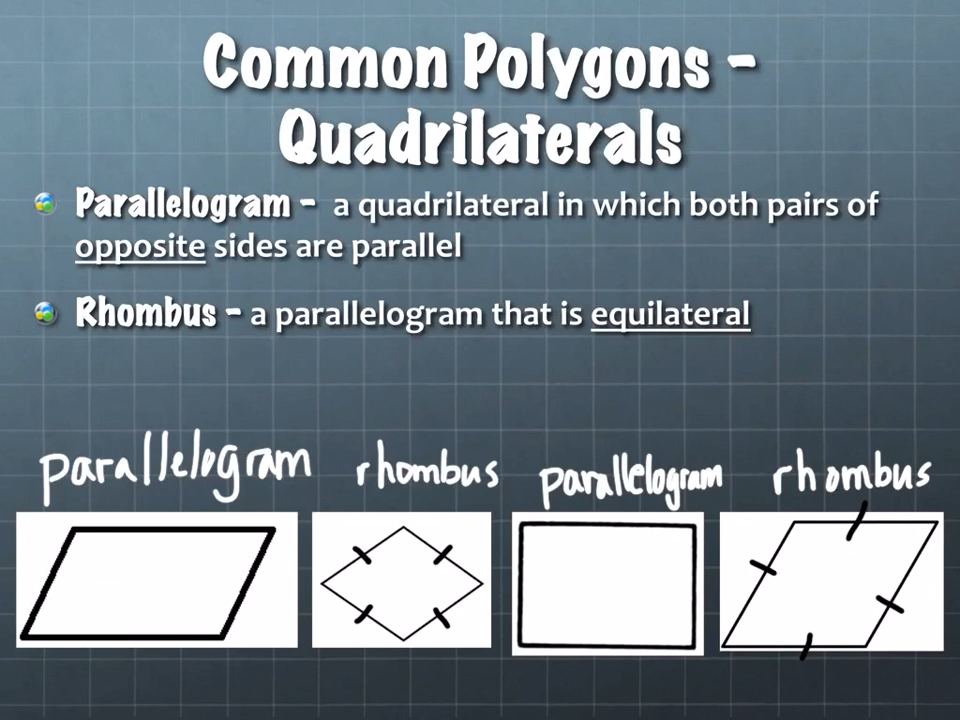 Common Polygons -
Quadrilaterals
Parallelogram - a quadrilateral in which both pairs of
opposite sides are parallel
Rhombus - a parallelogram that is equilateral
parallelogram rhombus parallelogram rhombus